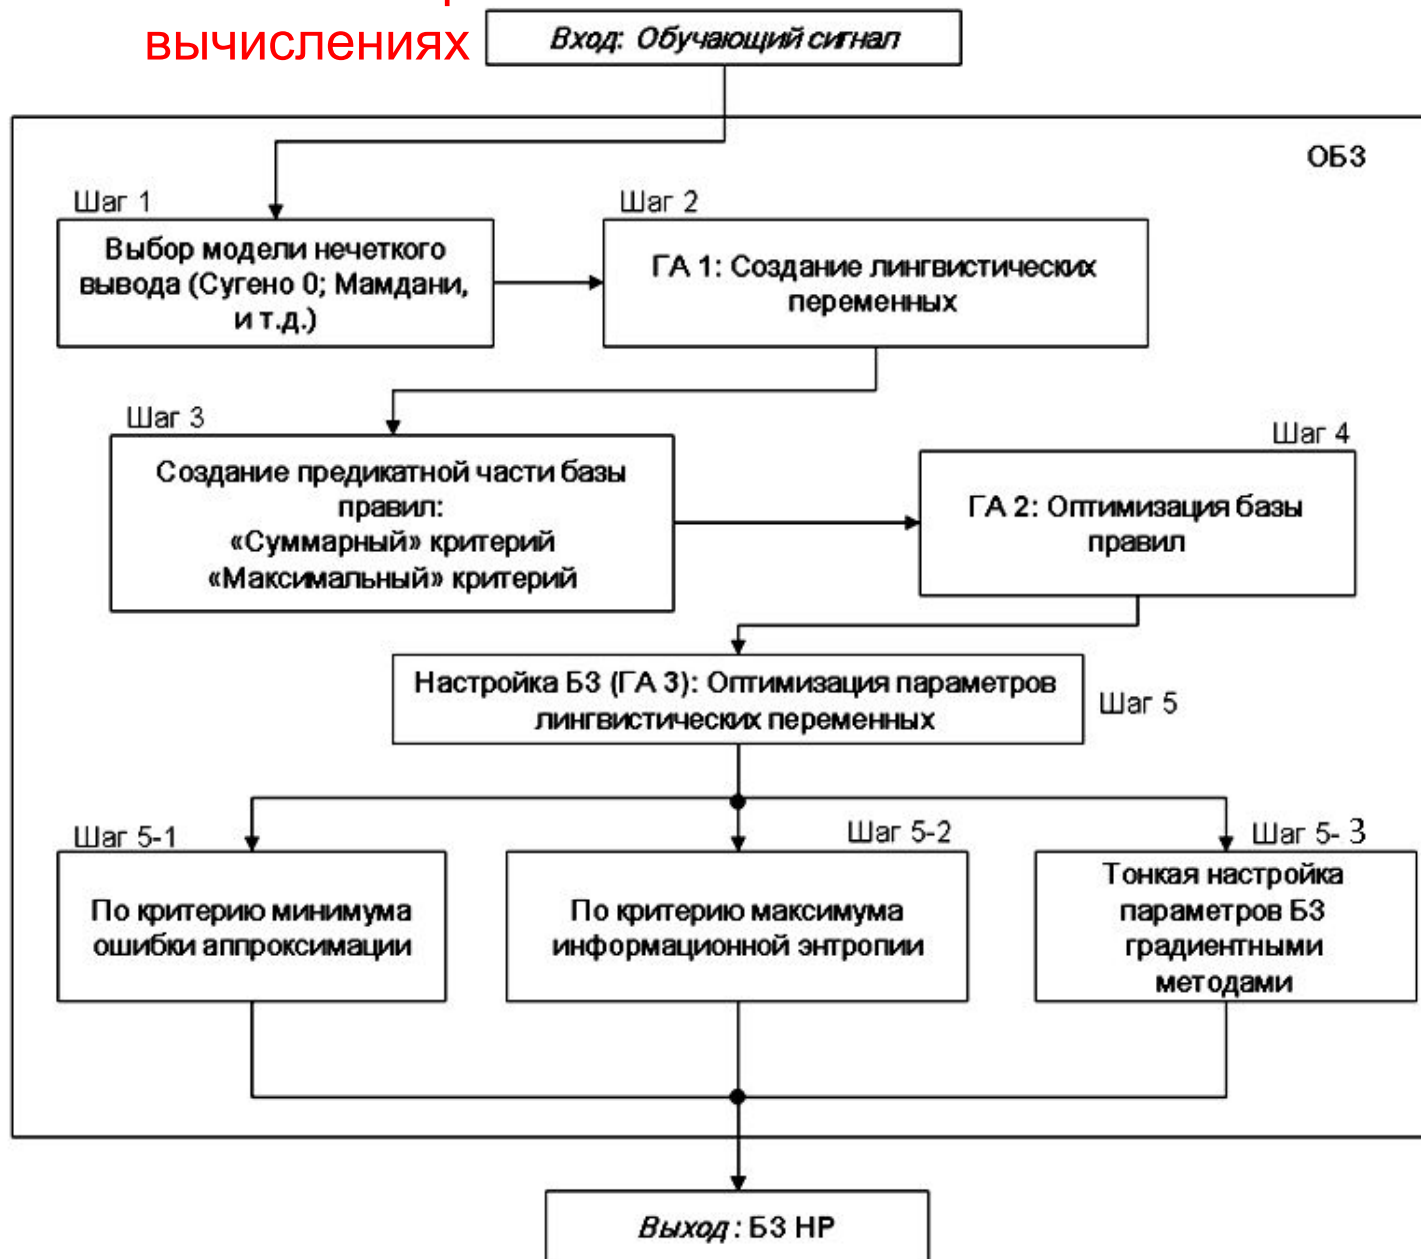 вычислениях
Вход: Обучающий сигнал
ОБЗ
Шаг 1
Выбор модели нечеткого
вывода (Сугено 0; Мамдани,
и т.д.)
Шаг 2
ГА 1: Создание лингвистических
переменных
Шаг 3
Создание предикатной части базы
правил:
«Суммарный» критерий
«Максимальный» критерий
Шаг 4
ГА 2: Оптимизация базы
правил
Настройка БЗ (ГА 3): Оптимизация параметров
лингвистических переменных
Шаг 5
Шаг 5-1
По критерию минимума
ошибки аппроксимации
Шаг 5-2
По критерию максимума
информационной энтропии
Шаг 5- 3
Тонкая настройка
параметров БЗ
градиентными
методами
Выход: БЗ НР